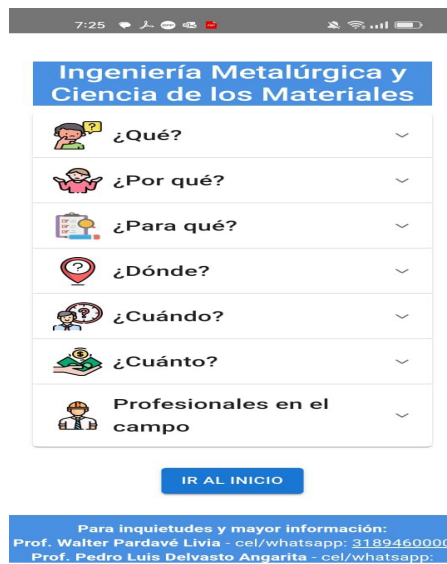 7:25
Ingeniería Metalúrgica y
Ciencia de los Materiales
¿Qué?
¿Por qué?
¿Para qué?
¿Dónde?
¿Cuándo?
¿Cuánto?
Profesionales en el
campo
IR AL INICIO
Para inquietudes y mayor información:
Prof. Walter Pardavé Livia - cel/whatsapp: 3189460000
Prof. Pedro Luis Delvasto Angarita - cel/whatsapp: